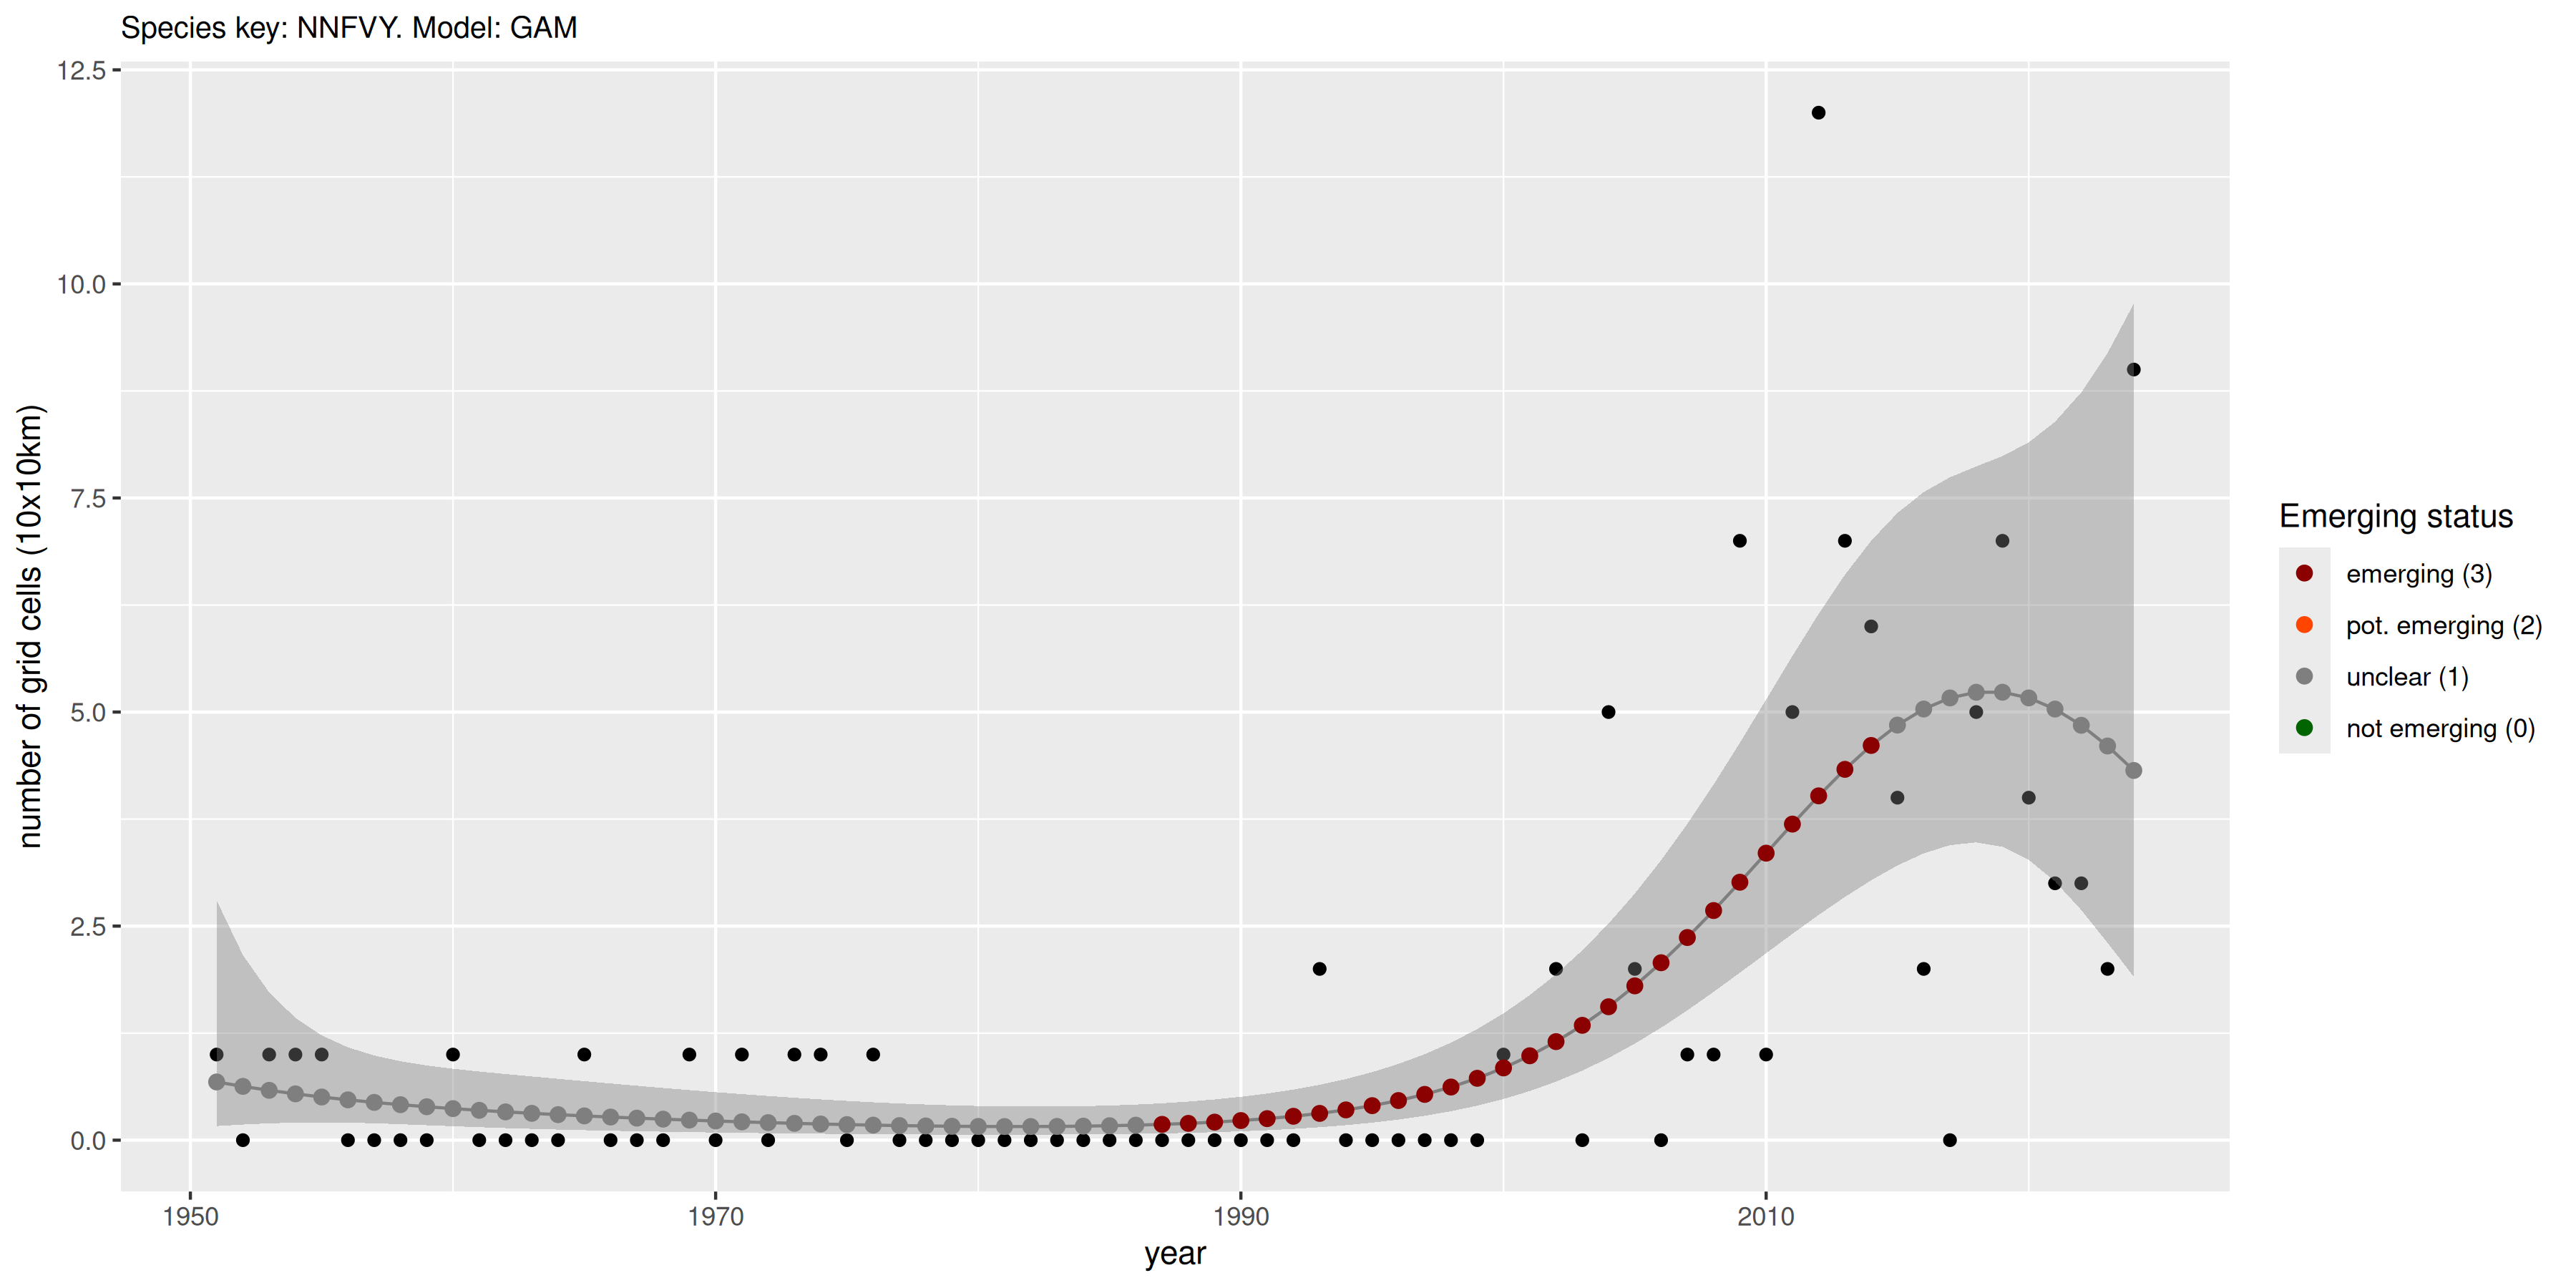 Species key: NNFVY. Model: GAM
12.5
10.0
7.5
5.0
2.5
0.0
number of grid cells (10x10km)
1950
1970
1990
2010
year
Emerging status
emerging (3)
pot. emerging (2)
unclear (1)
not emerging (0)